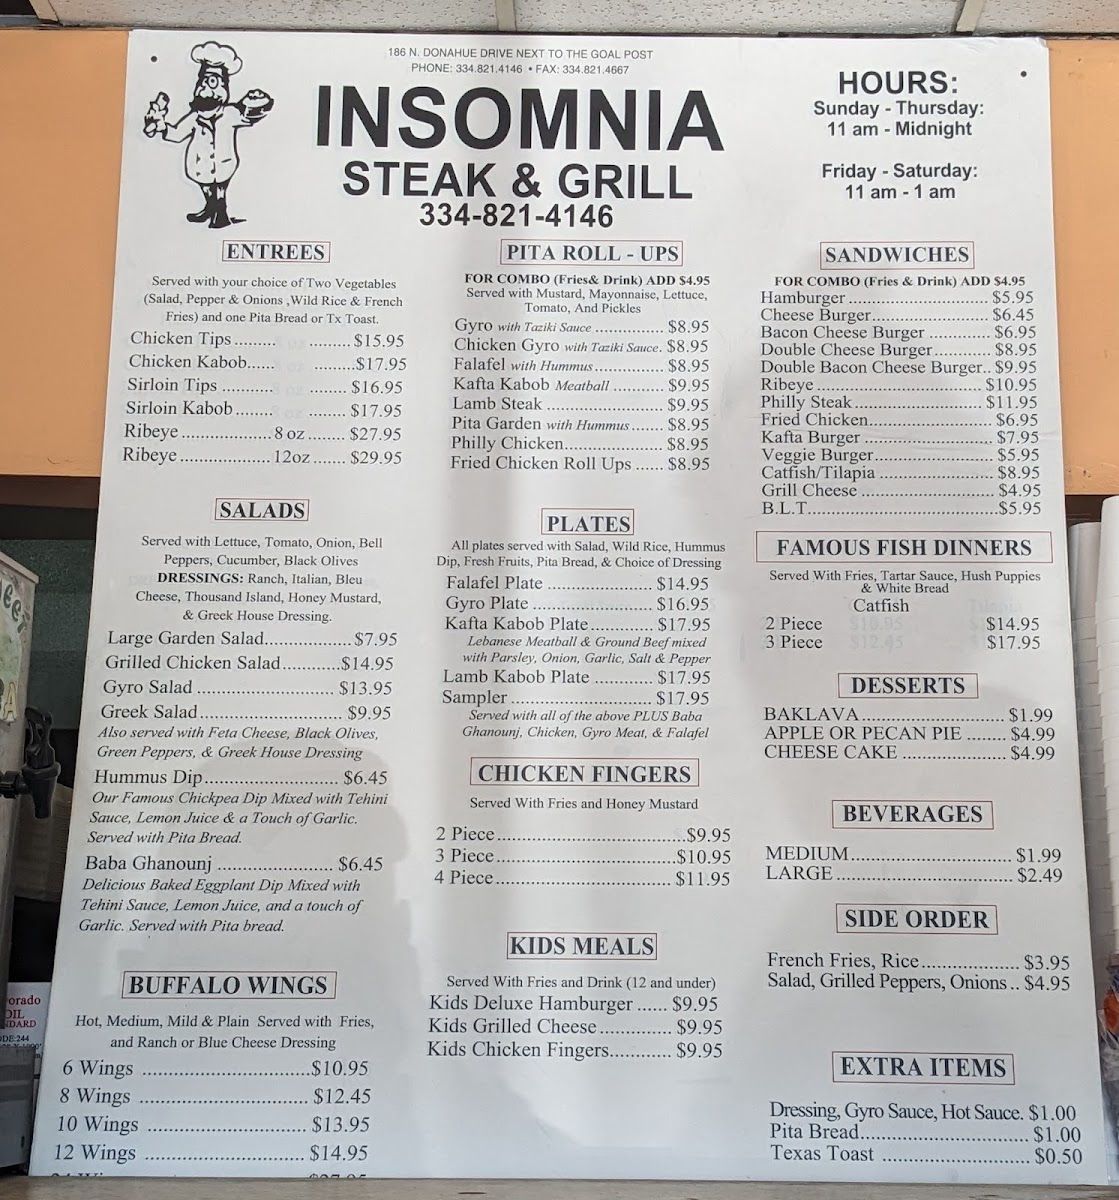 186 N. DONAHUE DRIVE NEXT TO THE GOAL POST
PHONE: 334.821.4146 • FAX: 334.821.4667
INSOMNIA
STEAK & GRILL
334-821-4146
HOURS:
Sunday - Thursday:
11 am - Midnight
Friday - Saturday:
11 am - 1 am
ENTREES
Served with your choice of Two Vegetables
(Salad, Pepper & Onions ,Wild Rice & French
Fries) and one Pita Bread or Tx Toast.
Chicken Tips......... ......... $15.95
Chicken Kabob...... .........$17.95
Sirloin Tips ......... ........ $16.95
Sirloin Kabob........ ........ $17.95
Ribeye....................8 oz........ $27.95
Ribeye....................12oz....... $29.95
SALADS
Served with Lettuce, Tomato, Onion, Bell
Peppers, Cucumber, Black Olives
DRESSINGS: Ranch, Italian, Bleu
Cheese, Thousand Island, Honey Mustard,
& Greek House Dressing.
Large Garden Salad..................$7.95
Grilled Chicken Salad............$14.95
Gyro Salad ............................ $13.95
Greek Salad............................. $9.95
Also served with Feta Cheese, Black Olives,
Green Peppers, & Greek House Dressing
Hummus Dip........................... $6.45
Our Famous Chickpea Dip Mixed with Tehini
Sauce, Lemon Juice & a Touch of Garlic.
Served with Pita Bread.
Baba Ghanounj ....................... $6.45
Delicious Baked Eggplant Dip Mixed with
Tehini Sauce, Lemon Juice, and a touch of
Garlic. Served with Pita bread.
BUFFALO WINGS
Hot, Medium, Mild & Plain Served with Fries,
and Ranch or Blue Cheese Dressing
6 Wings ..................................$10.95
8 Wings .................................. $12.45
10 Wings ................................ $13.95
12 Wings ................................ $14.95
PITA ROLL - UPS
FOR COMBO (Fries& Drink) ADD $4.95
Served with Mustard, Mayonnaise, Lettuce,
Tomato, And Pickles
Gyro with Taziki Sauce .............. $8.95
Chicken Gyro with Taziki Sauce. $8.95
Falafel with Hummus.............. $8.95
Kafta Kabob Meatball .......... $9.95
Lamb Steak ....................... $9.95
Pita Garden with Hummus...... $8.95
Philly Chicken.................... $8.95
Fried Chicken Roll Ups ...... $8.95
PLATES
All plates served with Salad, Wild Rice, Hummus
Dip, Fresh Fruits, Pita Bread, & Choice of Dressing
Falafel Plate ..................... $14.95
Gyro Plate ........................ $16.95
Kafta Kabob Plate............. $17.95
Lebanese Meatball & Ground Beef mixed
with Parsley, Onion, Garlic, Salt & Pepper
Lamb Kabob Plate ............ $17.95
Sampler ............................. $17.95
Served with all of the above PLUS Baba
Ghanounj, Chicken, Gyro Meat, & Falafel
CHICKEN FINGERS
Served With Fries and Honey Mustard
2 Piece......................................$9.95
3 Piece....................................$10.95
4 Piece................................... $11.95
KIDS MEALS
Served With Fries and Drink (12 and under)
Kids Deluxe Hamburger ...... $9.95
Kids Grilled Cheese.............. $9.95
Kids Chicken Fingers............ $9.95
SANDWICHES
FOR COMBO (Fries & Drink) ADD $4.95
Hamburger............................. $5.95
Cheese Burger......................... $6.45
Bacon Cheese Burger ............. $6.95
Double Cheese Burger............ $8.95
Double Bacon Cheese Burger.. $9.95
Ribeye.................................. $10.95
Philly Steak.......................... $11.95
Fried Chicken......................... $6.95
Kafta Burger .......................... $7.95
Veggie Burger........................ $5.95
Catfish/Tilapia ....................... $8.95
Grill Cheese........................... $4.95
B.L.T......................................$5.95
FAMOUS FISH DINNERS
Served With Fries, Tartar Sauce, Hush Puppies
& White Bread
Catfish
2 Piece $14.95
3 Piece $12.95 $17.95
DESSERTS
BAKLAVA............................ $1.99
APPLE OR PECAN PIE ........ $4.99
CHEESE CAKE ..................... $4.99
BEVERAGES
MEDIUM................................ $1.99
LARGE................................... $2.49
SIDE ORDER
French Fries, Rice.................... $3.95
Salad, Grilled Peppers, Onions.. $4.95
EXTRA ITEMS
Dressing, Gyro Sauce, Hot Sauce. $1.00
Pita Bread.................................. $1.00
Texas Toast .............................. $0.50